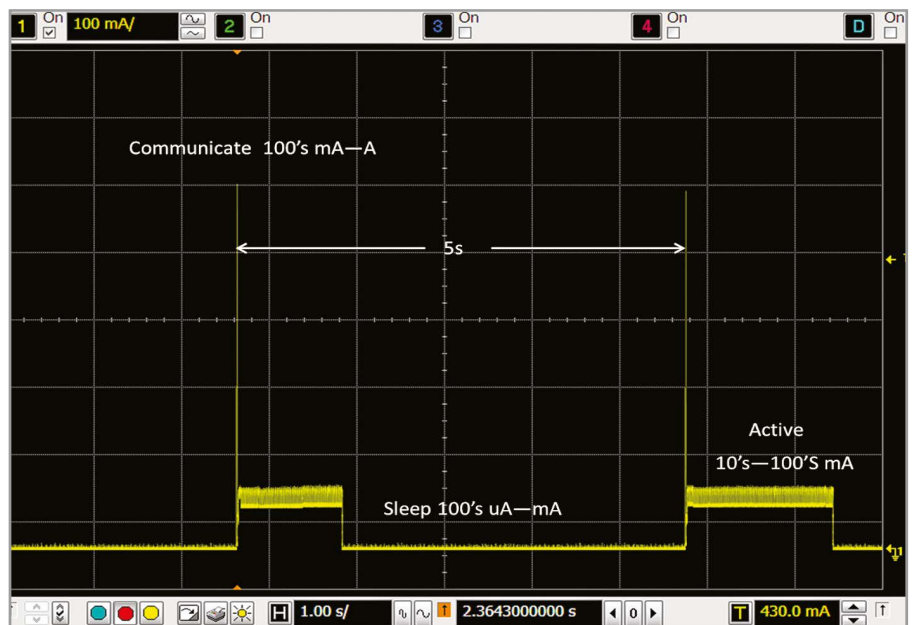 1 On 100 mA/ 2 On 3 On 4 On D On
Communicate 100's mA—A
5s
Active
10's—100'S mA
Sleep 100's uA—mA
H 1.00 s/ 2.3643000000 s 0 T 430.0 mA